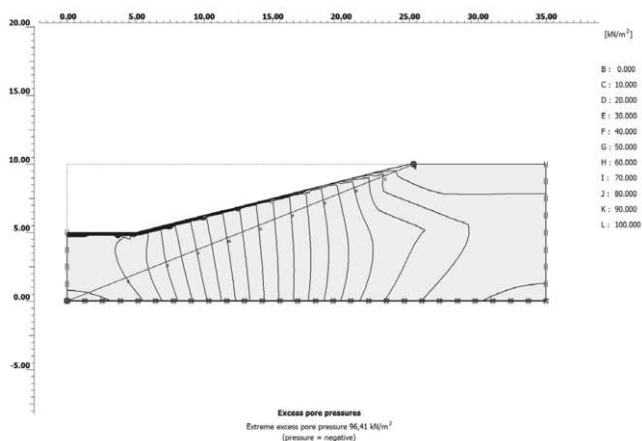 0.00 5.00 10.00 15.00 20.00 25.00 30.00 35.00
20.00
15.00
10.00
5.00
0.00
-5.00
[kN/m²]
B : 0.000
C : 10.000
D : 20.000
E : 30.000
F : 40.000
G : 50.000
H : 60.000
I : 70.000
J : 80.000
K : 90.000
L : 100.000
Excess pore pressures
Extreme excess pore pressure 96,41 kN/m²
(pressure = negative)